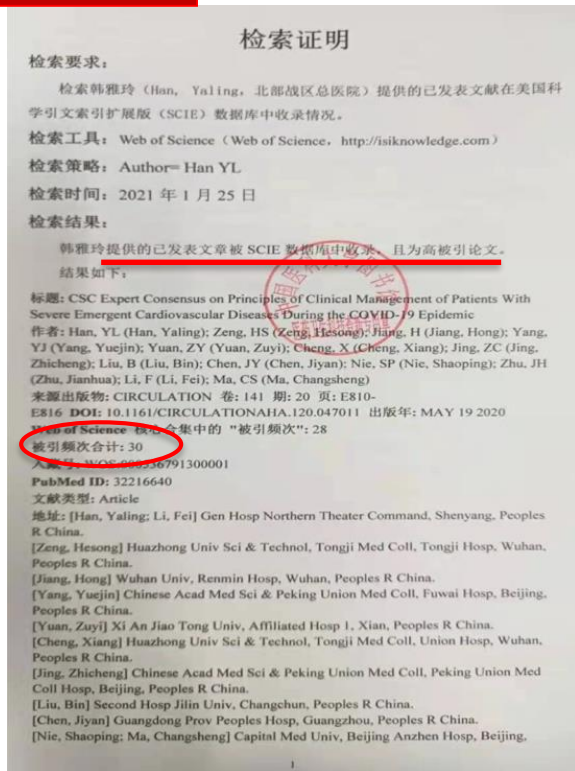 检索证明
检索要求：
检索韩雅玲（Han, Yaling，北部战区总医院）提供的已发表文献在美国科
学引文索引扩展版（SCIE）数据库中收录情况。
检索工具：Web of Science（Web of Science，http://isiknowledge.com）
检索策略：Author= Han YL
检索时间：2021 年 1 月 25 日
检索结果：
韩雅玲提供的已发表文章被 SCIE 数据库中收录，且为高被引论文。
结果如下：
标题: CSC Expert Consensus on Principles of Clinical Management of Patients With
Severe Emergent Cardiovascular Diseases During the COVID-19 Epidemic
作者: Han, YL (Han, Yaling); Zeng, HS (Zeng, Hesong); Jiang, H (Jiang, Hong); Yang,
YJ (Yang, Yuejin); Yuan, ZY (Yuan, Zuyi); Cheng, X (Cheng, Xiang); Jing, ZC (Jing,
Zhicheng); Liu, B (Liu, Bin); Chen, JY (Chen, Jiyan); Nie, SP (Nie, Shaoping); Zhu, JH
(Zhu, Jianhua); Li, F (Li, Fei); Ma, CS (Ma, Changsheng)
来源出版物: CIRCULATION 卷: 141 期: 20 页: E810-
E816 DOI: 10.1161/CIRCULATIONAHA.120.047011 出版年: MAY 19 2020
Web of Science 核心合集中的 "被引频次": 28
被引频次合计: 30
入藏号: WOS:000536791300001
PubMed ID: 32216640
文献类型: Article
地址: [Han, Yaling; Li, Fei] Gen Hosp Northern Theater Command, Shenyang, Peoples
R China.
[Zeng, Hesong] Huazhong Univ Sci & Technol, Tongji Med Coll, Tongji Hosp, Wuhan,
Peoples R China.
[Jiang, Hong] Wuhan Univ, Renmin Hosp, Wuhan, Peoples R China.
[Yang, Yuejin] Chinese Acad Med Sci & Peking Union Med Coll, Fuwai Hosp, Beijing,
Peoples R China.
[Yuan, Zuyi] Xi An Jiao Tong Univ, Affiliated Hosp 1, Xian, Peoples R China.
[Cheng, Xiang] Huazhong Univ Sci & Technol, Tongji Med Coll, Union Hosp, Wuhan,
Peoples R China.
[Jing, Zhicheng] Chinese Acad Med Sci & Peking Union Med Coll, Peking Union Med
Coll Hosp, Beijing, Peoples R China.
[Liu, Bin] Second Hosp Jilin Univ, Changchun, Peoples R China.
[Chen, Jiyan] Guangdong Prov Peoples Hosp, Guangzhou, Peoples R China.
[Nie, Shaoping; Ma, Changsheng] Capital Med Univ, Beijing Anzhen Hosp, Beijing,
1